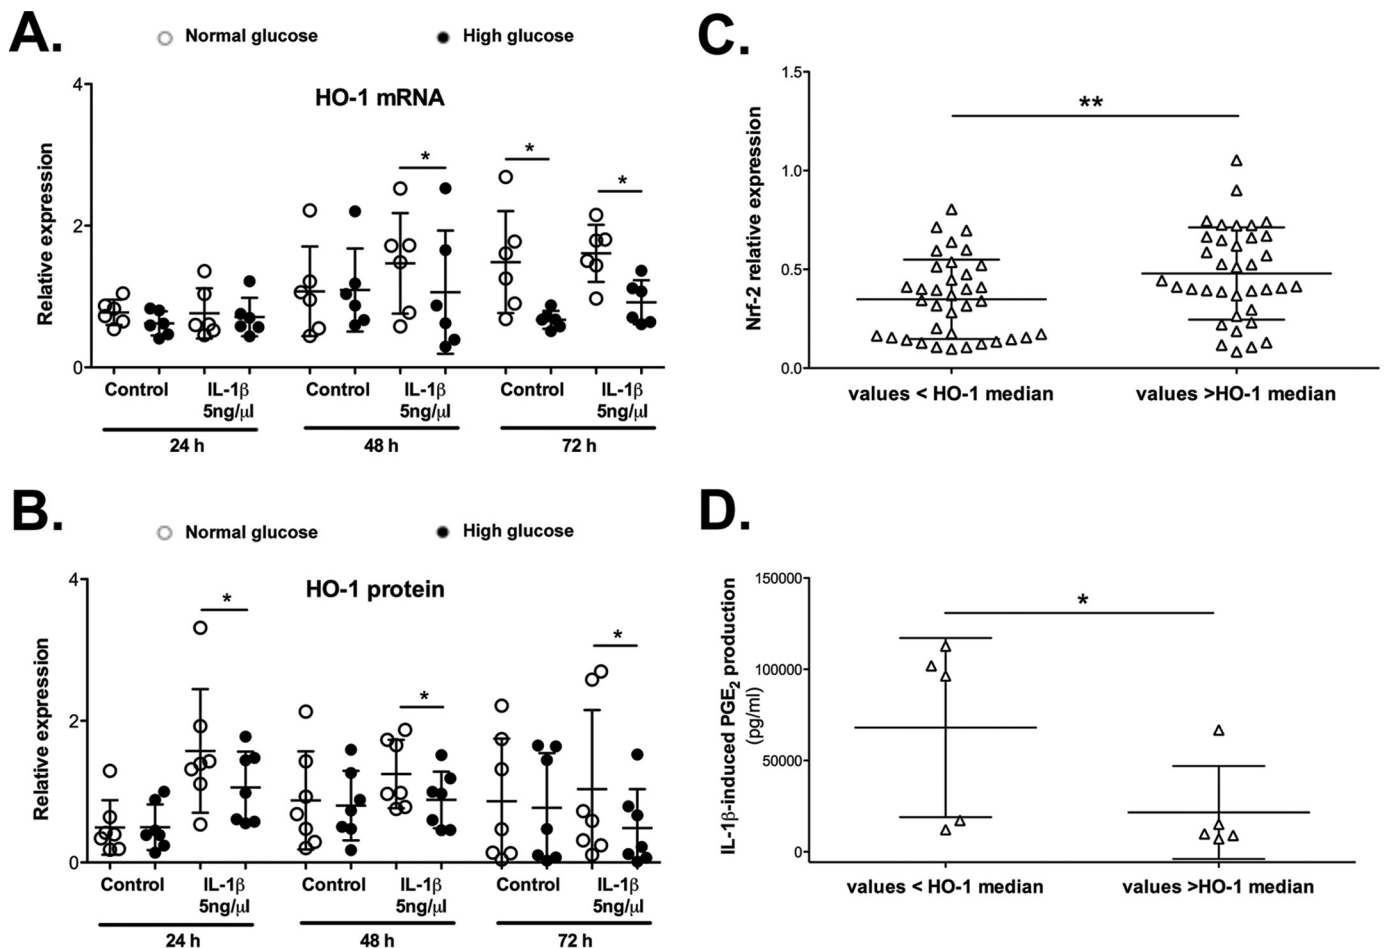 A.
Normal glucose
High glucose
HO-1 mRNA
Relative expression
4
2
0
*
*
*
Control
IL-1β
5ng/μl
Control
IL-1β
5ng/μl
Control
IL-1β
5ng/μl
24 h
48 h
72 h
B.
Normal glucose
High glucose
HO-1 protein
Relative expression
4
2
0
*
*
*
Control
IL-1β
5ng/μl
Control
IL-1β
5ng/μl
Control
IL-1β
5ng/μl
24 h
48 h
72 h
C.
Nrf-2 relative expression
1.5
1.0
0.5
0.0
**
values < HO-1 median
values >HO-1 median
D.
IL-1β-induced PGE2 production
(pg/ml)
150000
100000
50000
0
*
values < HO-1 median
values >HO-1 median